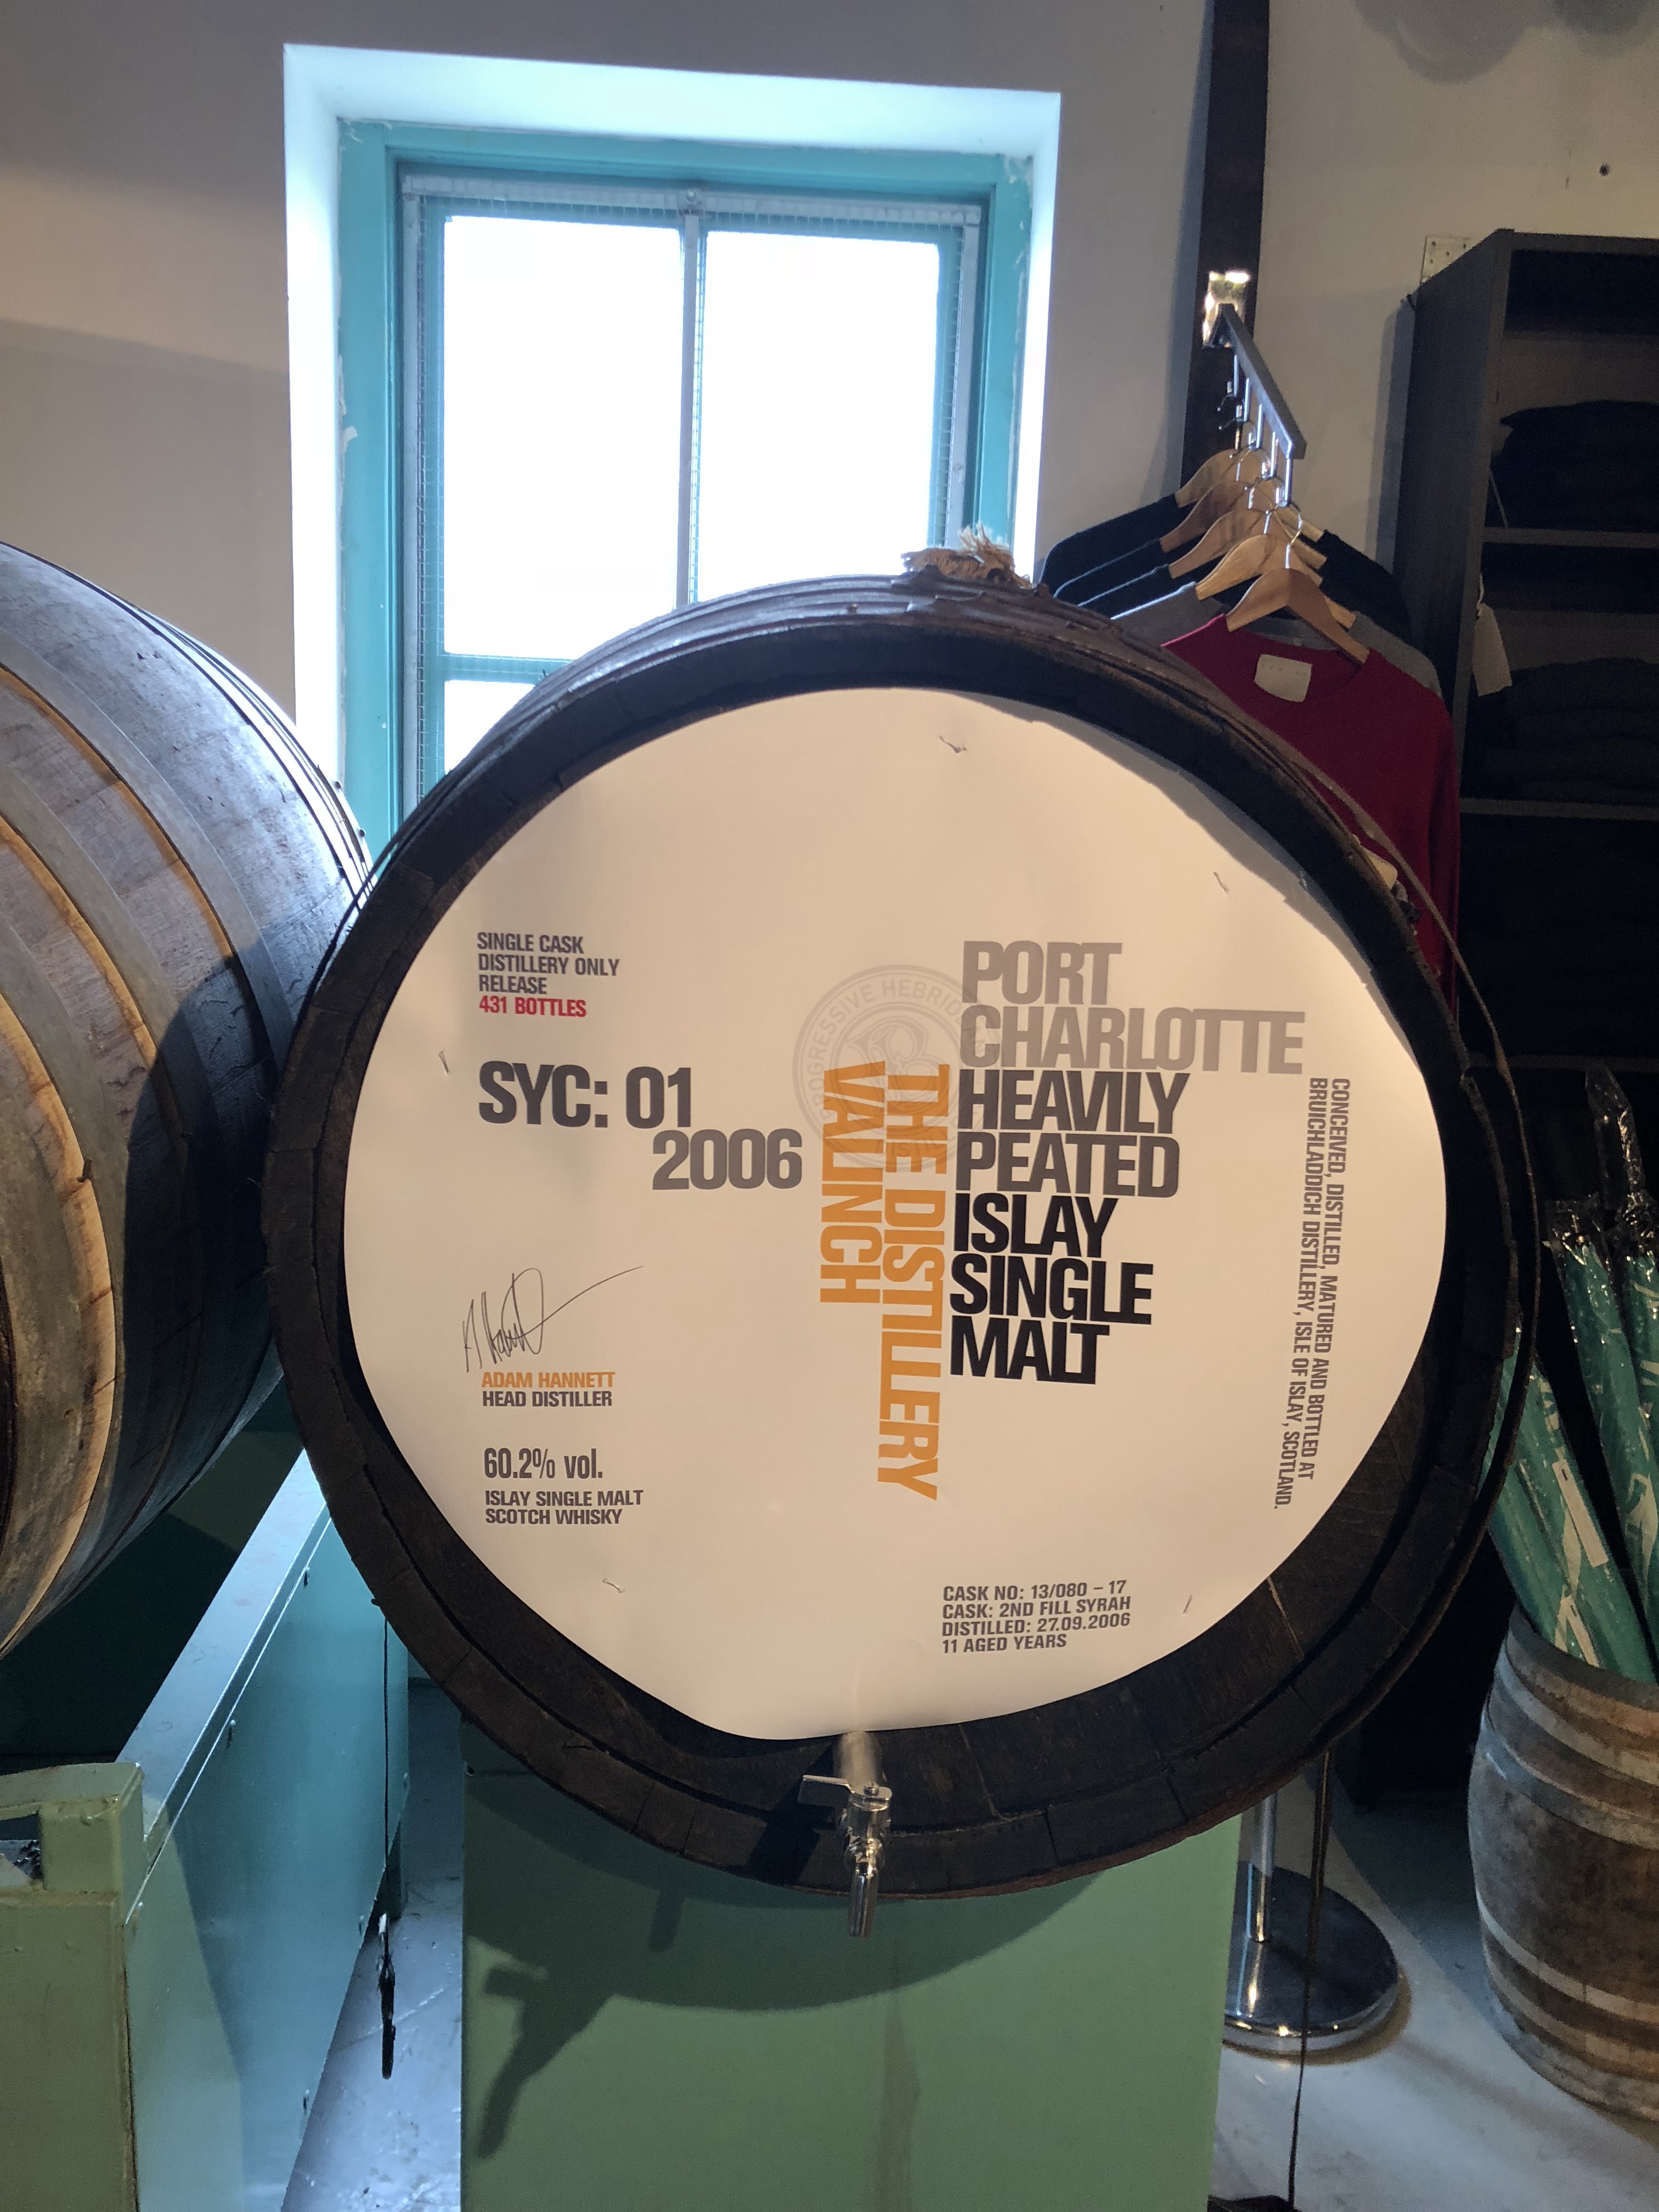 SINGLE CASK
DISTILLERY ONLY
RELEASE
431 BOTTLES
SYC: 01
2006
ADAM HANNETT
HEAD DISTILLER
60.2% vol.
ISLAY SINGLE MALT
SCOTCH WHISKY
PROGRESSIVE HEBRID
THE DISTILLERY
VALINCH
PORT
CHARLOTTE
HEAVILY
PEATED
ISLAY
SINGLE
MALT
CONCEIVED, DISTILLED, MATURED AND BOTTLED AT
BRUICHLADDICH DISTILLERY, ISLE OF ISLAY, SCOTLAND.
CASK NO: 13/080 – 17
CASK: 2ND FILL SYRAH
DISTILLED: 27.09.2006
11 AGED YEARS